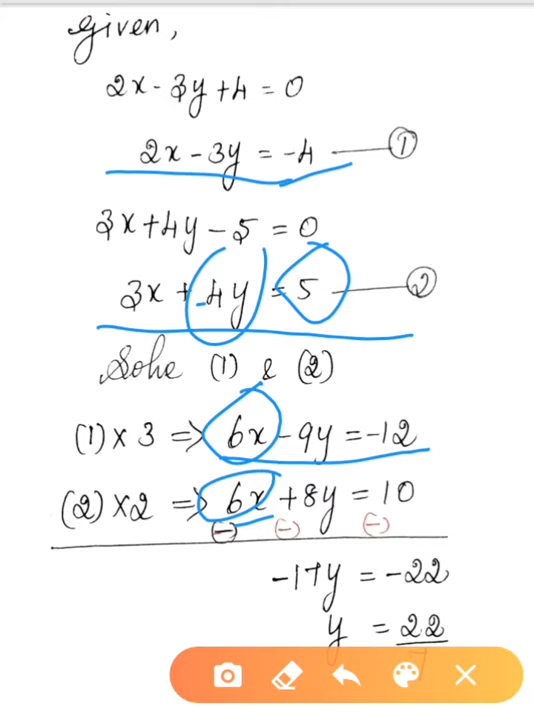 given,
2x - 3y + 4 = 0
2x - 3y = -4 ——①
3x + 4y - 5 = 0
3x + 4y = 5 ——②
Solve (1) & (2)
(1) × 3 => 6x - 9y = -12
(2) × 2 => 6x + 8y = 10
(-) (-) (-)
-17y = -22
y = 22